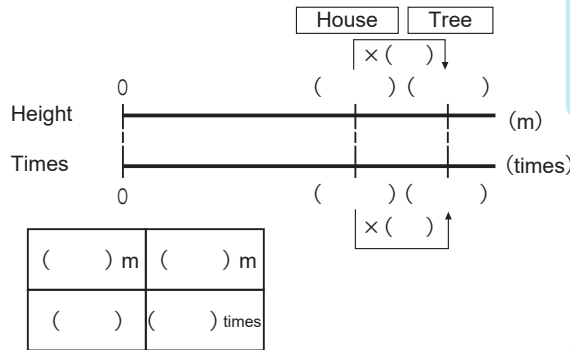 House Tree
×( )
0 ( ) ( )
Height (m)
Times (times)
0 ( ) ( )
×( )
( ) m ( ) m
( ) ( ) times